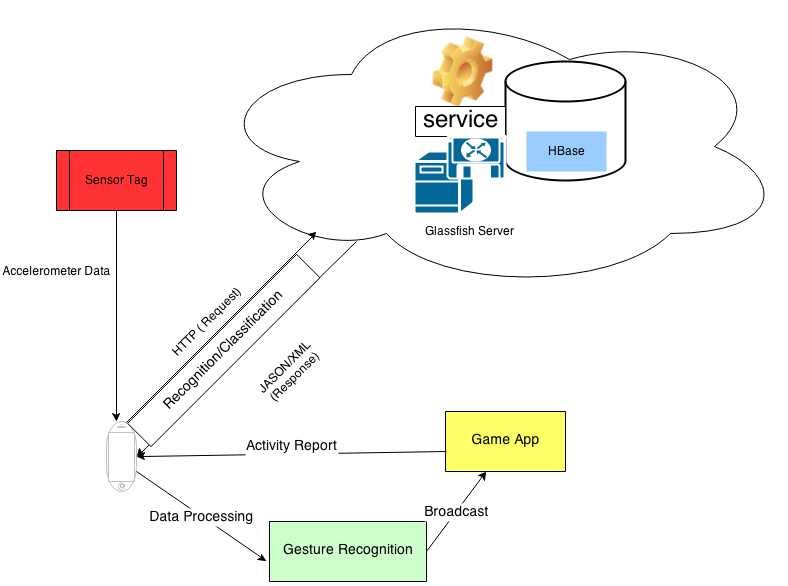 service
HBase
Glassfish Server
Sensor Tag
Accelerometer Data
HTTP ( Request)
Recognition/Classification
JASON/XML
(Response)
Game App
Activity Report
Data Processing
Broadcast
Gesture Recognition